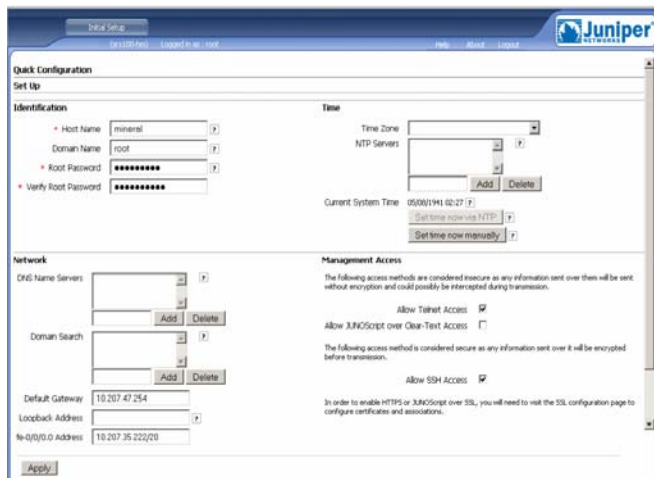 Initial Setup
Juniper
NETWORKS
(srx100-hm) Logged in as: root
Help About Logout
Quick Configuration
Set Up
Identification
* Host Name mineral ?
Domain Name root ?
* Root Password ●●●●●●●●● ?
* Verify Root Password ●●●●●●●●●
Time
Time Zone
NTP Servers ?
Add Delete
Current System Time 05/08/1941 02:27 ?
Set time now via NTP ?
Set time now manually ?
Network
DNS Name Servers ?
Add Delete
Domain Search ?
Add Delete
Default Gateway 10.207.47.254
Loopback Address ?
fe-0/0/0.0 Address 10.207.35.222/20
Management Access
The following access methods are considered insecure as any information sent over them will be sent
without encryption and could possibly be intercepted during transmission.
Allow Telnet Access
Allow JUNOScript over Clear-Text Access
The following access method is considered secure as any information sent over it will be encrypted
before transmission.
Allow SSH Access
In order to enable HTTPS or JUNOScript over SSL, you will need to visit the SSL configuration page to
configure certificates and associations.
Apply